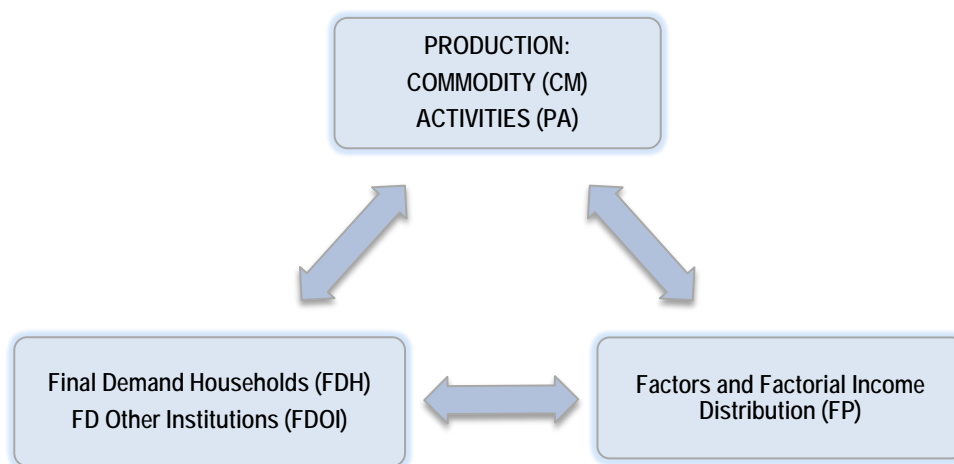 PRODUCTION:
COMMODITY (CM)
ACTIVITIES (PA)
Final Demand Households (FDH)
FD Other Institutions (FDOI)
Factors and Factorial Income
Distribution (FP)